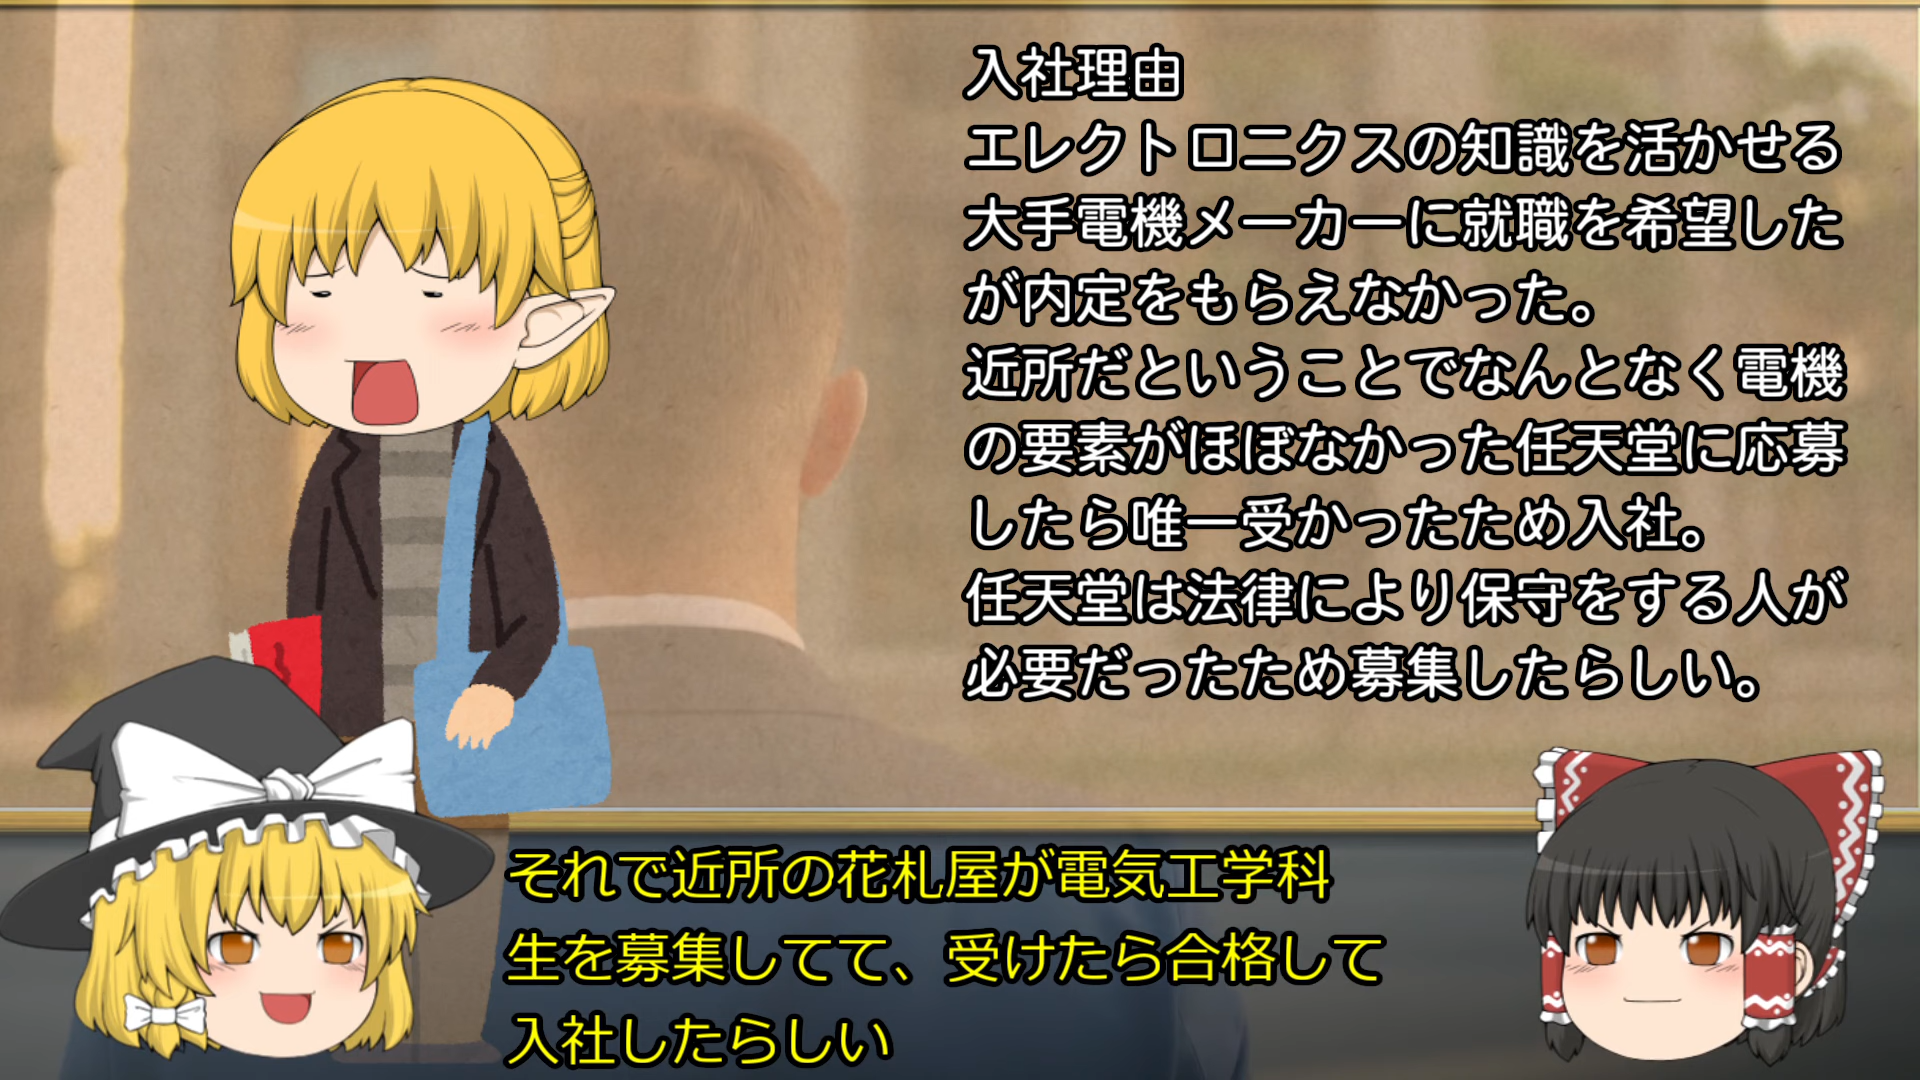 入社理由
エレクトロニクスの知識を活かせる
大手電機メーカーに就職を希望した
が内定をもらえなかった。
近所だということでなんとなく電機
の要素がほぼなかった任天堂に応募
したら唯一受かったため入社。
任天堂は法律により保守をする人が
必要だったため募集したらしい。
それで近所の花札屋が電気工学科
生を募集してて、受けたら合格して
入社したらしい